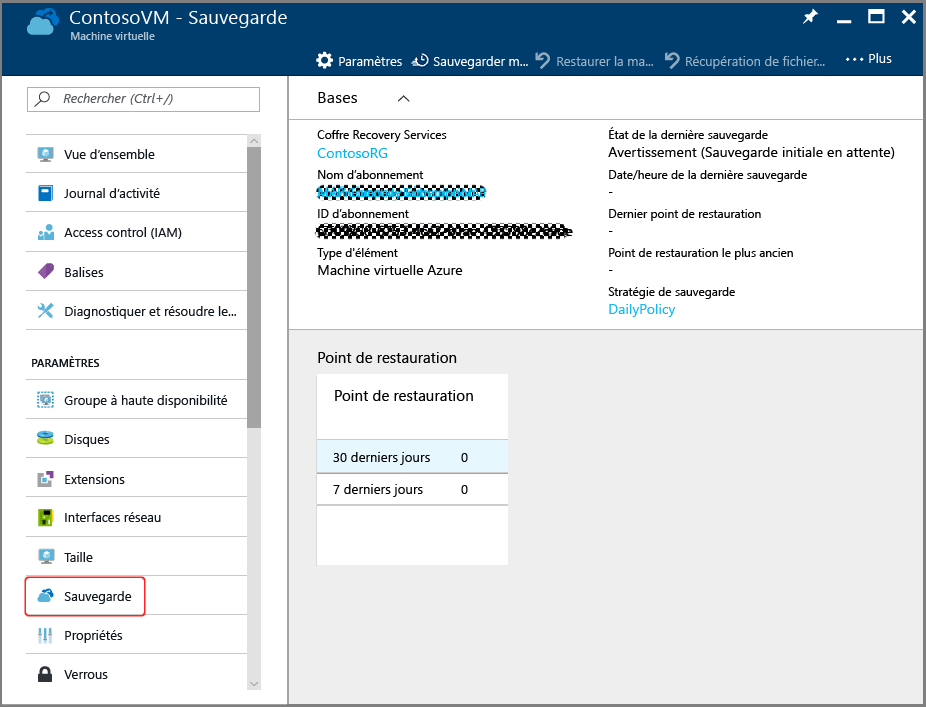 ContosoVM - Sauvegarde
Machine virtuelle
Paramètres Sauvegarder m... Restaurer la ma... Récupération de fichier... Plus
Rechercher (Ctrl+/)
Vue d'ensemble
Journal d'activité
Access control (IAM)
Balises
Diagnostiquer et résoudre le...
PARAMÈTRES
Groupe à haute disponibilité
Disques
Extensions
Interfaces réseau
Taille
Sauvegarde
Propriétés
Verrous
Bases
Coffre Recovery Services
ContosoRG
Nom d'abonnement
ID d'abonnement
Type d'élément
Machine virtuelle Azure
État de la dernière sauvegarde
Avertissement (Sauvegarde initiale en attente)
Date/heure de la dernière sauvegarde
-
Dernier point de restauration
-
Point de restauration le plus ancien
-
Stratégie de sauvegarde
DailyPolicy
Point de restauration
Point de restauration
30 derniers jours 0
7 derniers jours 0